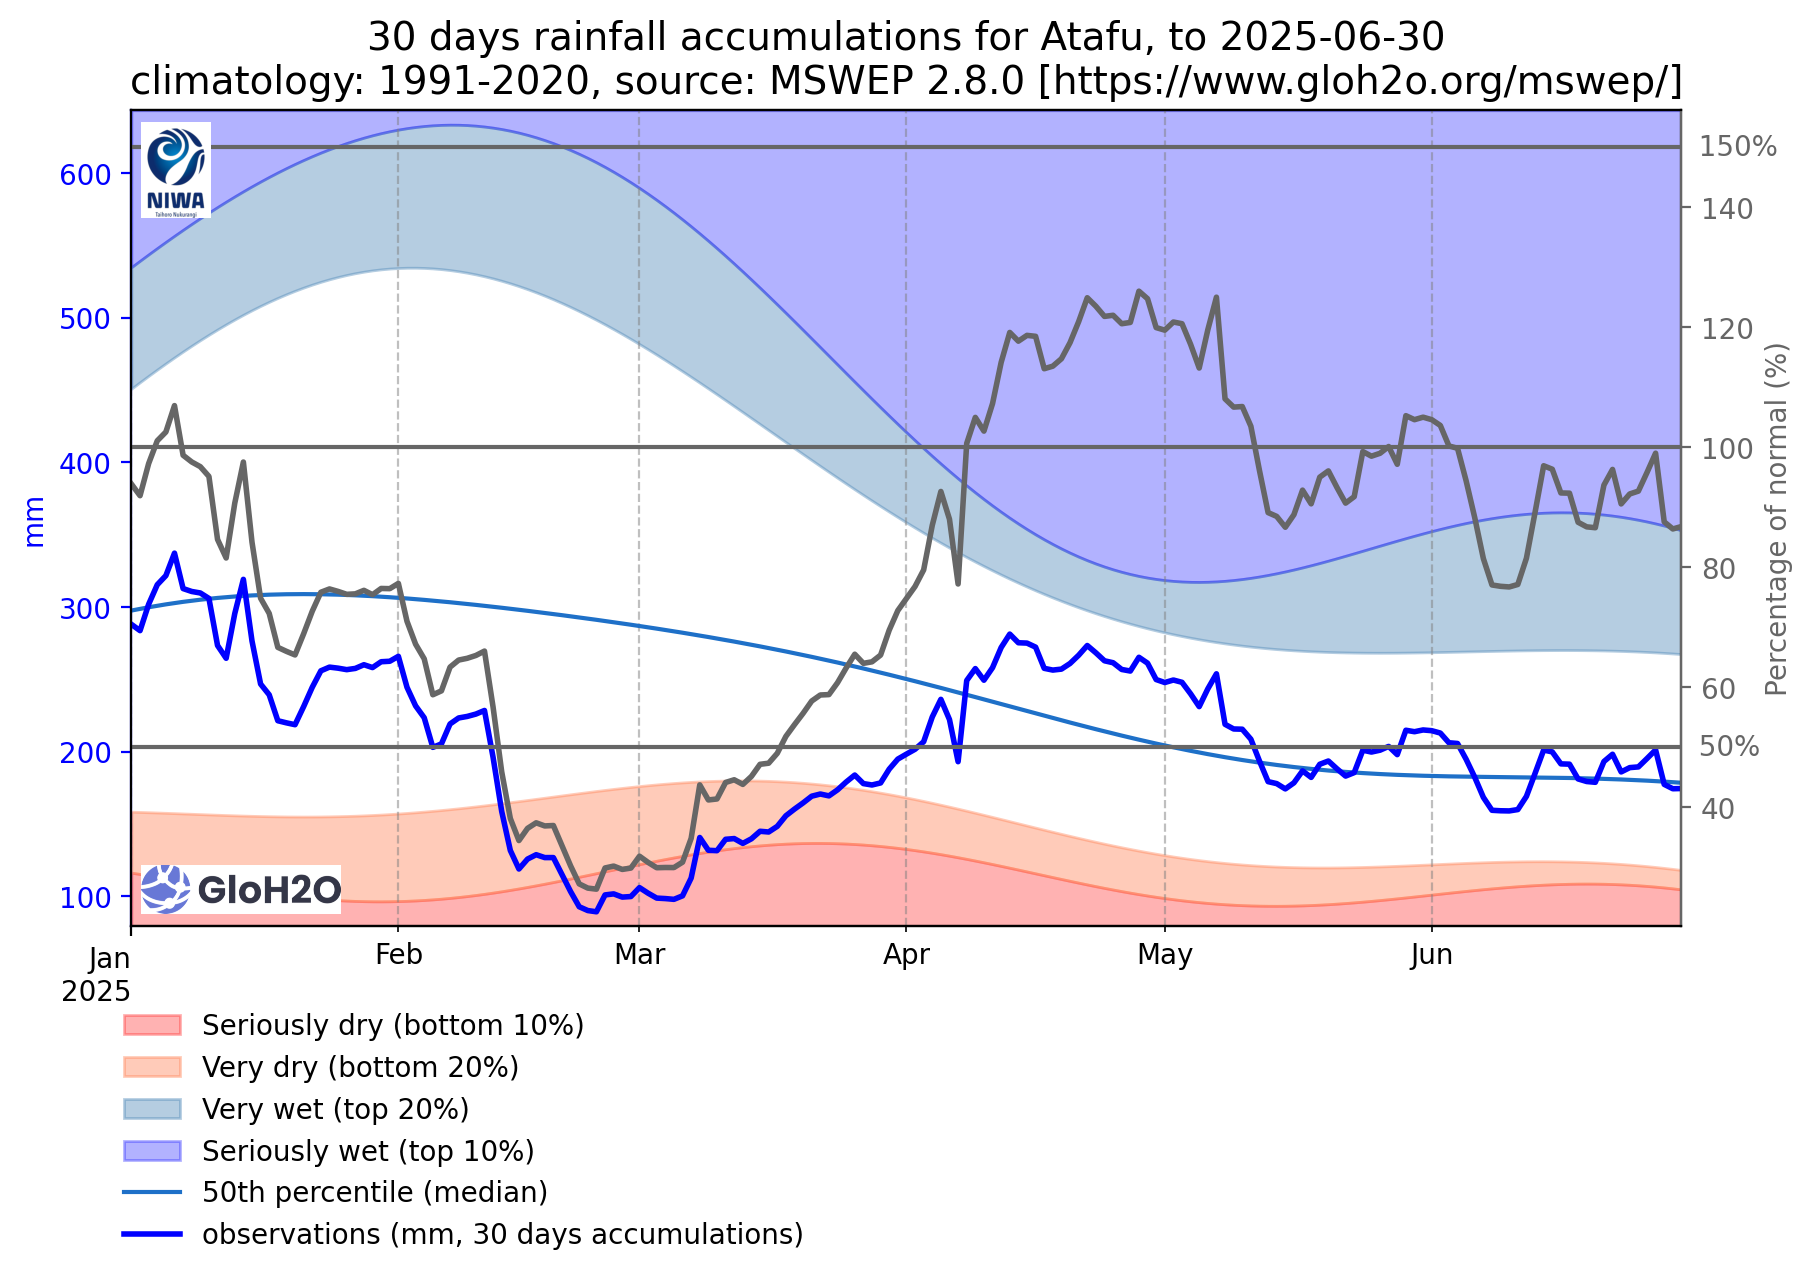 30 days rainfall accumulations for Atafu, to 2025-06-30
climatology: 1991-2020, source: MSWEP 2.8.0 [https://www.gloh2o.org/mswep/]
NIWA
Taihoro Nukurangi
600
500
400
300
200
100
mm
150%
140
120
100
80
60
50%
40
Percentage of normal (%)
GloH2O
Jan
2025
Feb
Mar
Apr
May
Jun
Seriously dry (bottom 10%)
Very dry (bottom 20%)
Very wet (top 20%)
Seriously wet (top 10%)
50th percentile (median)
observations (mm, 30 days accumulations)